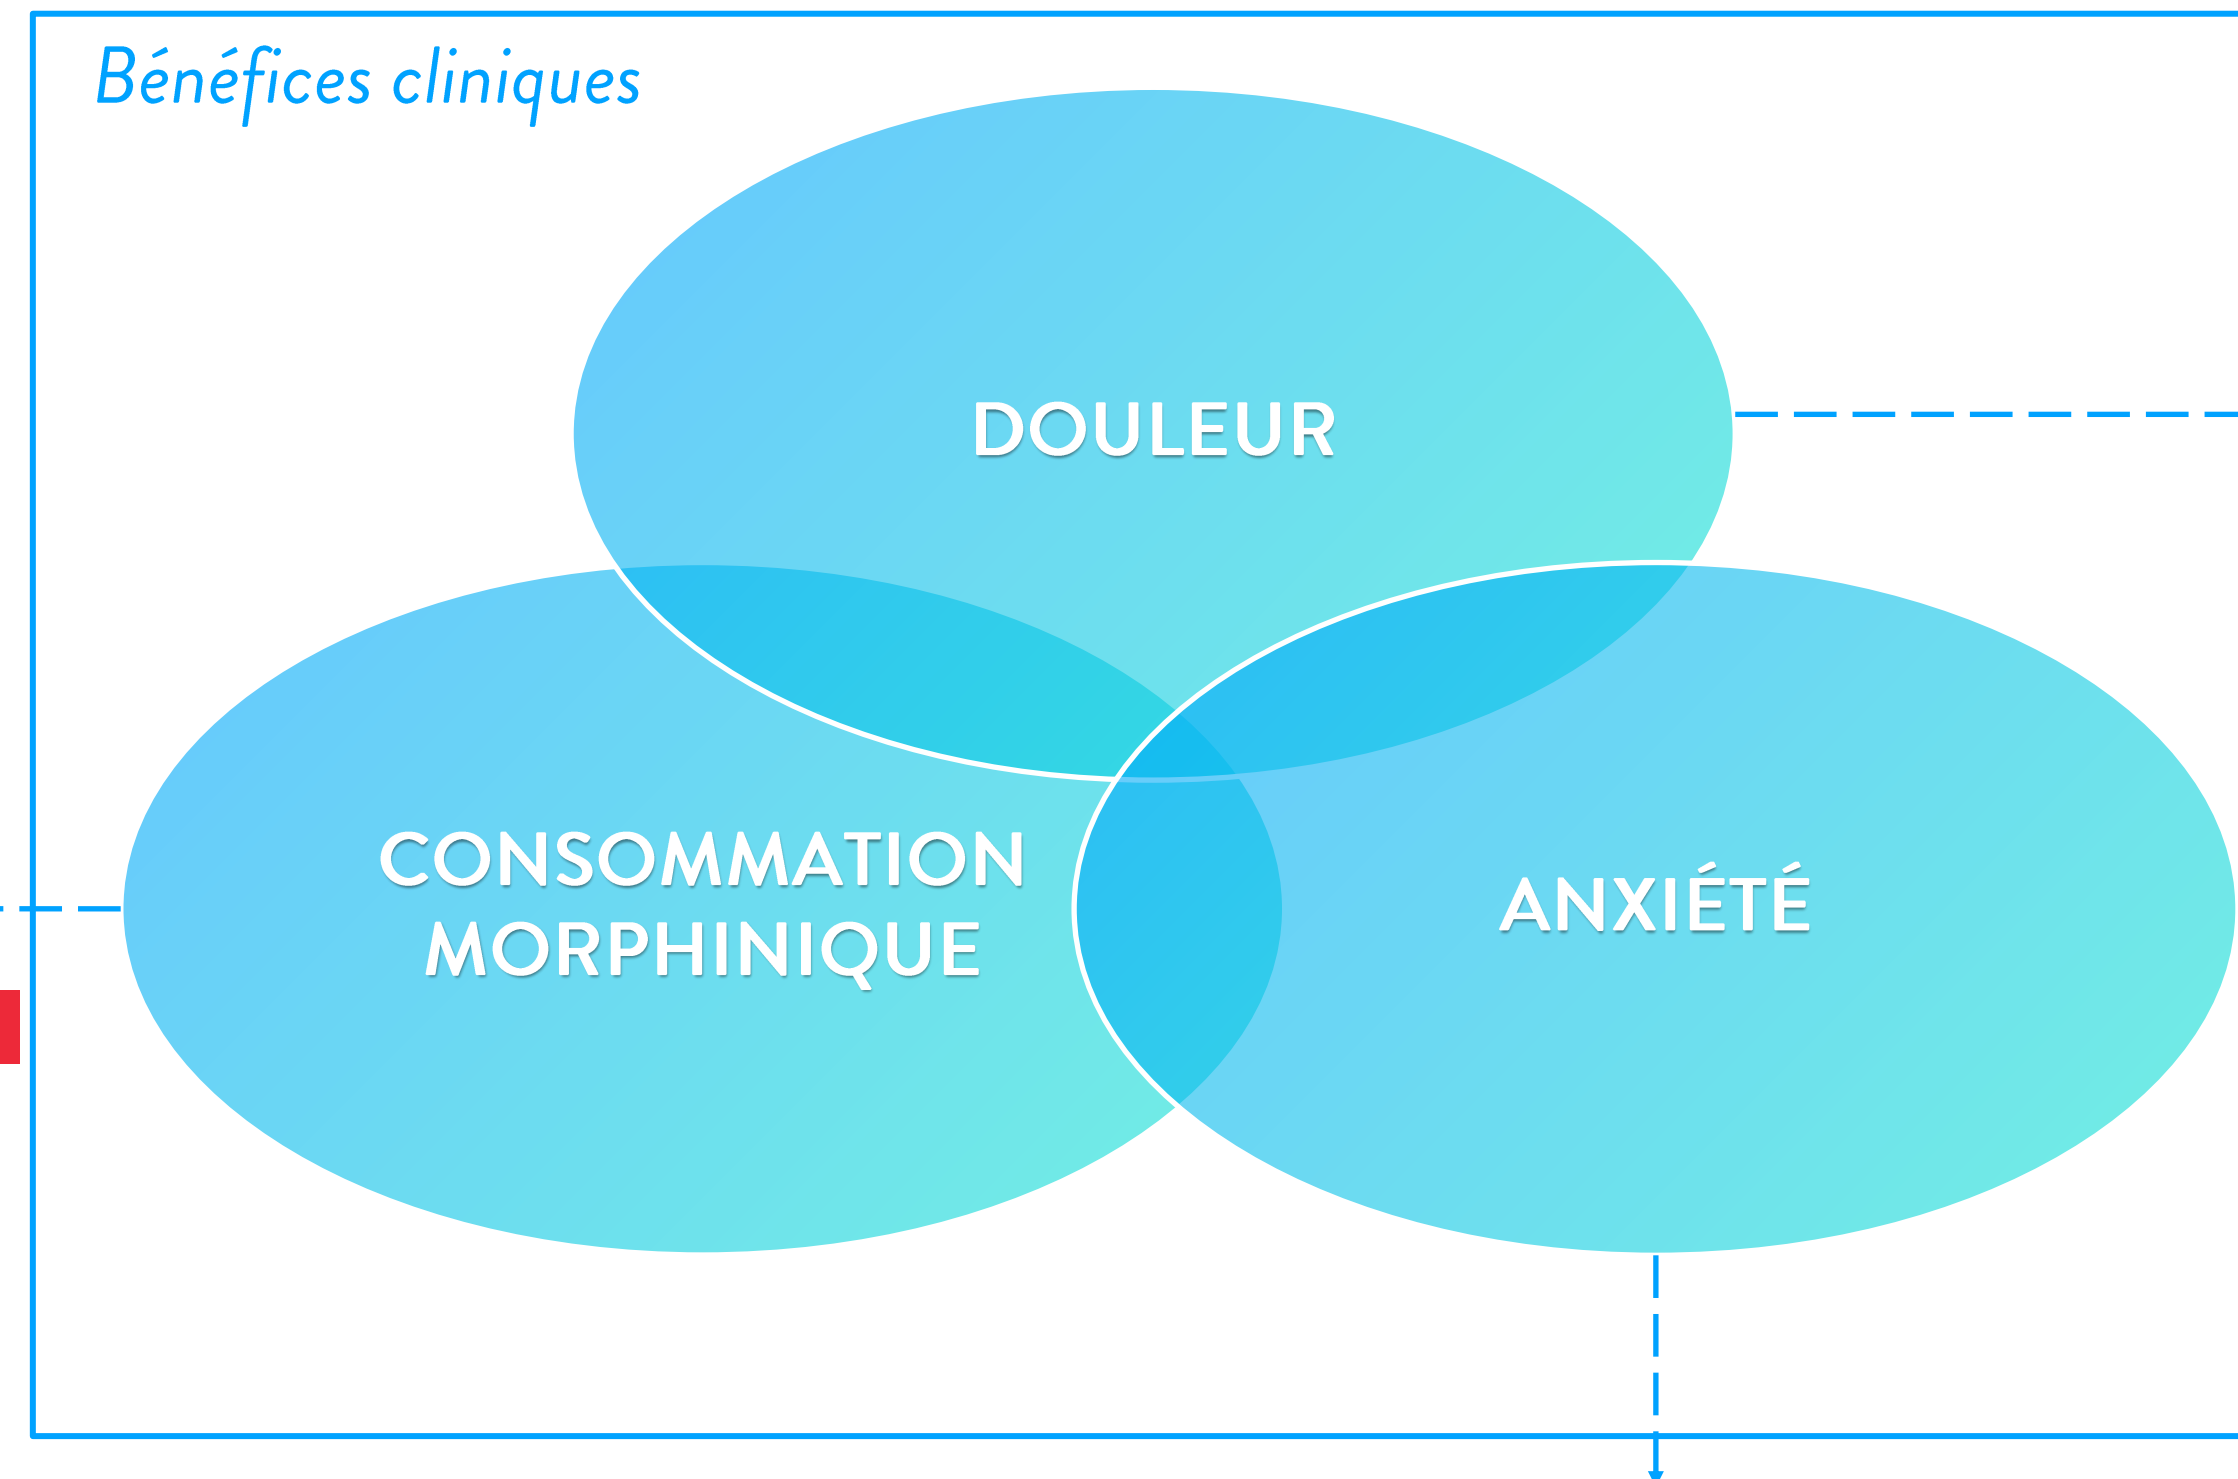 Bénéfices cliniques
DOULEUR
CONSOMMATION
MORPHINIQUE
ANXIÉTÉ